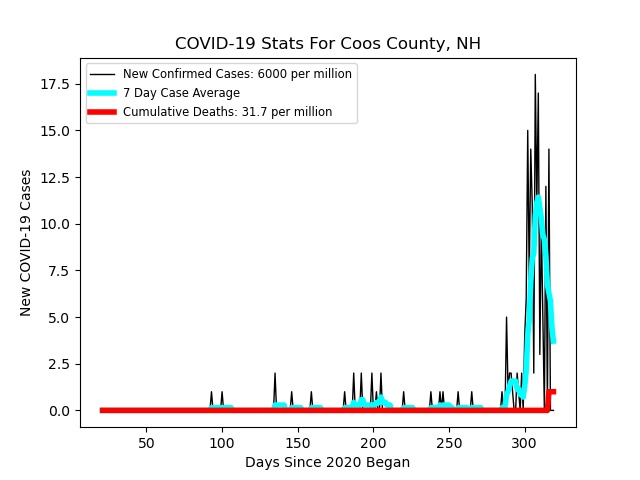 COVID-19 Stats For Coos County, NH
New Confirmed Cases: 6000 per million
7 Day Case Average
Cumulative Deaths: 31.7 per million
17.5
15.0
12.5
10.0
7.5
5.0
2.5
0.0
New COVID-19 Cases
50 100 150 200 250 300
Days Since 2020 Began